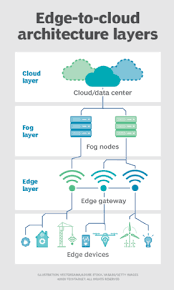 Edge-to-cloud
architecture layers
Cloud
layer
Cloud/data center
Fog
layer
Fog nodes
Edge
layer
Edge gateway
Edge devices